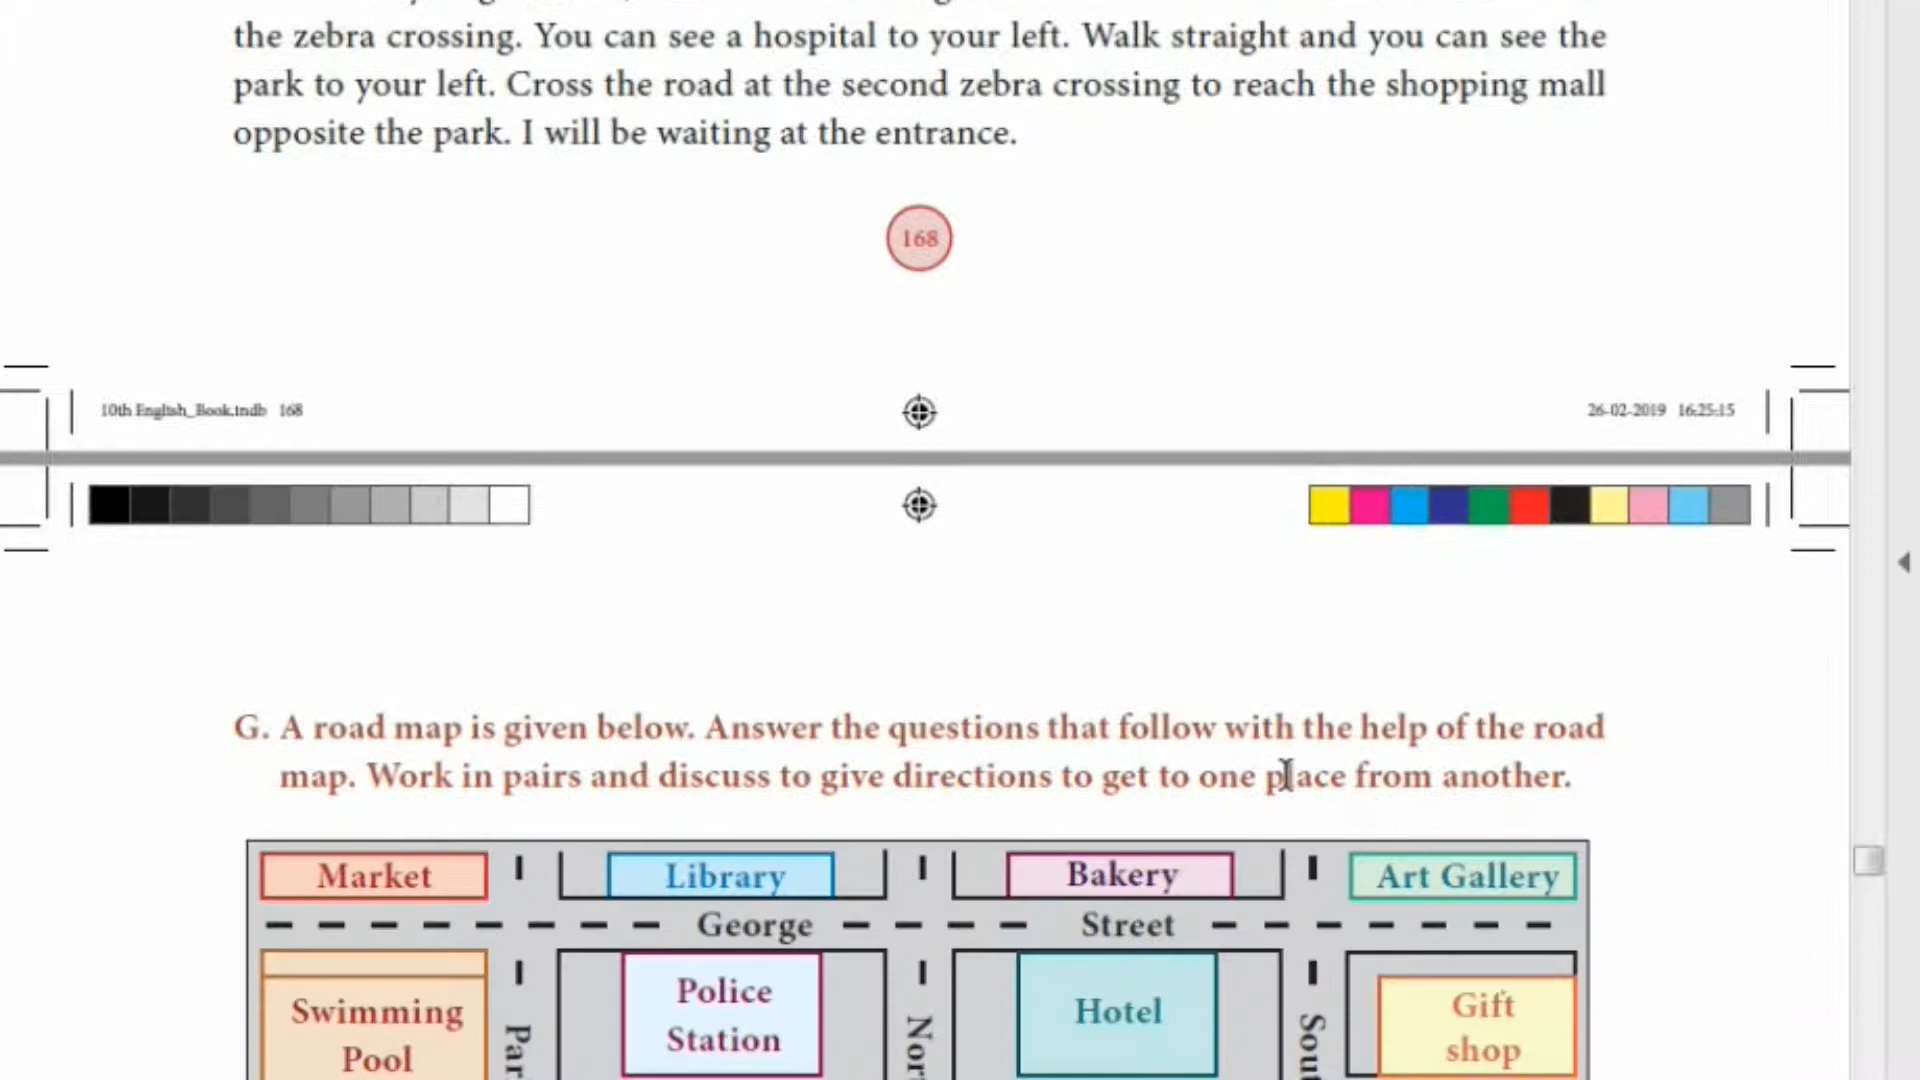 the zebra crossing. You can see a hospital to your left. Walk straight and you can see the
park to your left. Cross the road at the second zebra crossing to reach the shopping mall
opposite the park. I will be waiting at the entrance.
168
10th English_Book.indb 168
26-02-2019 16:25:15
G. A road map is given below. Answer the questions that follow with the help of the road
map. Work in pairs and discuss to give directions to get to one place from another.
Market
Library
Bakery
Art Gallery
George Street
Swimming
Pool
Par
Police
Station
Nor
Hotel
Sout
Gift
shop